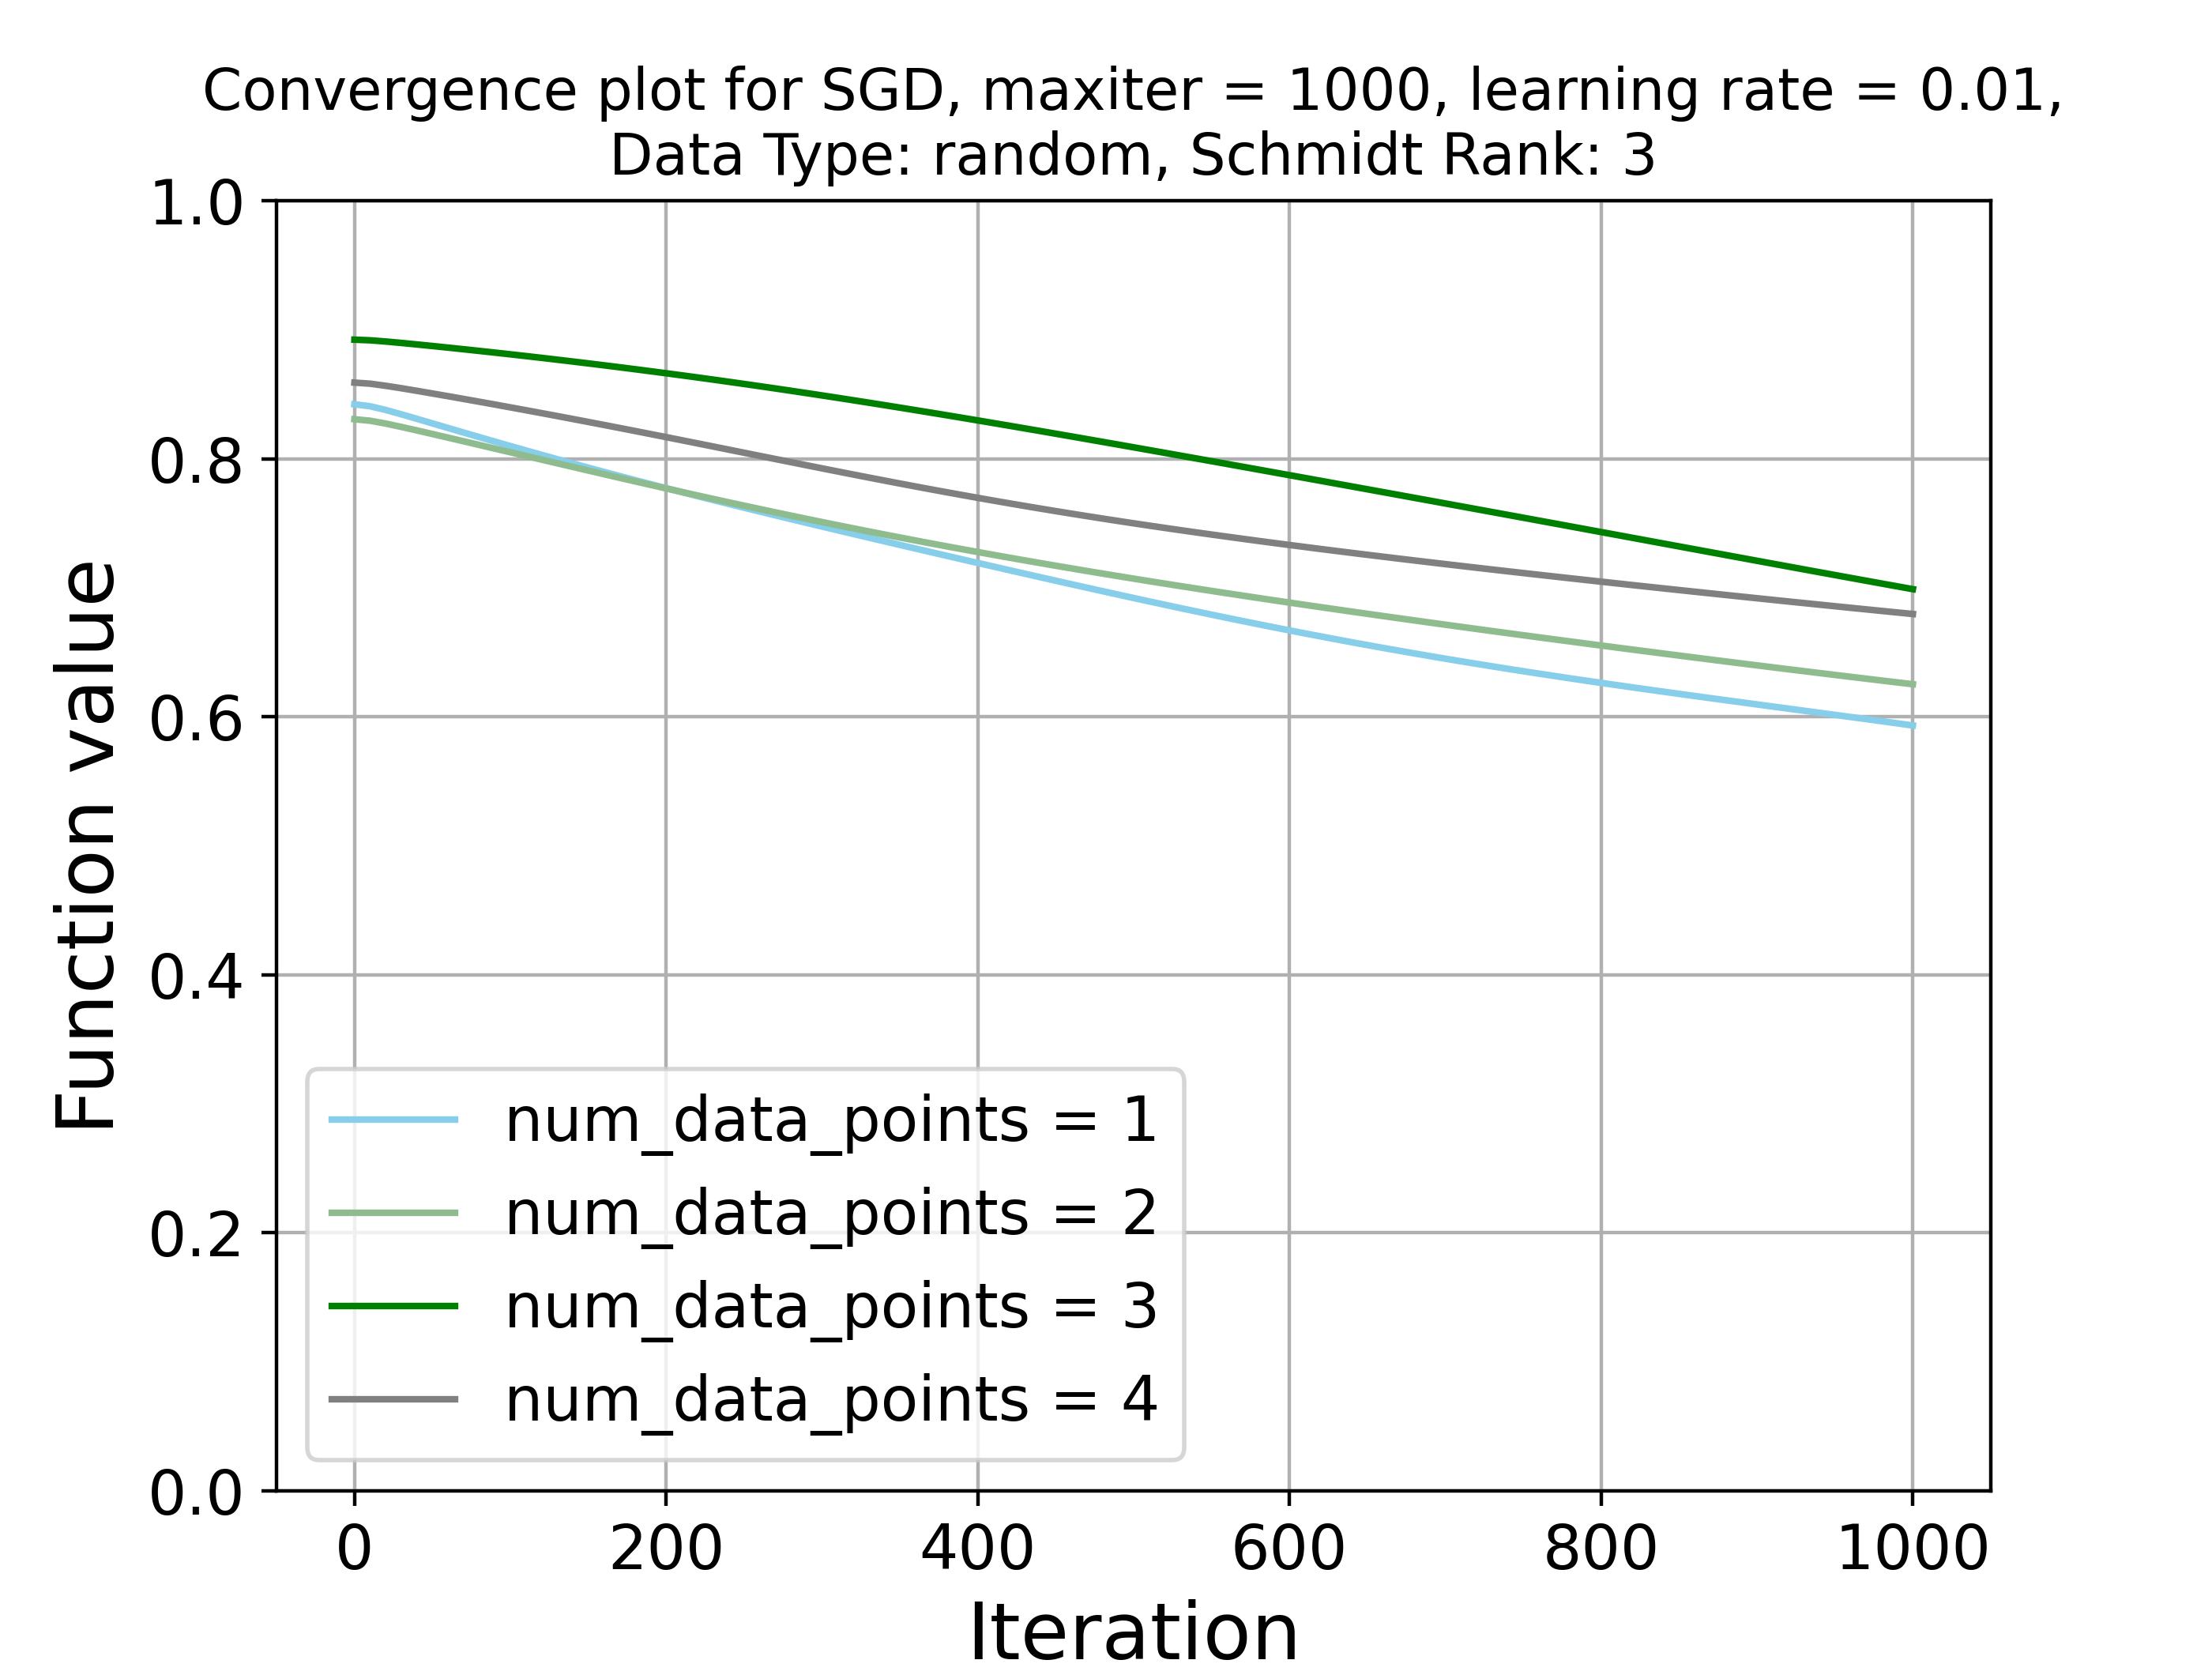 Convergence plot for SGD, maxiter = 1000, learning rate = 0.01,
Data Type: random, Schmidt Rank: 3
1.0
0.8
0.6
0.4
0.2
0.0
Function value
num_data_points = 1
num_data_points = 2
num_data_points = 3
num_data_points = 4
0 200 400 600 800 1000
Iteration